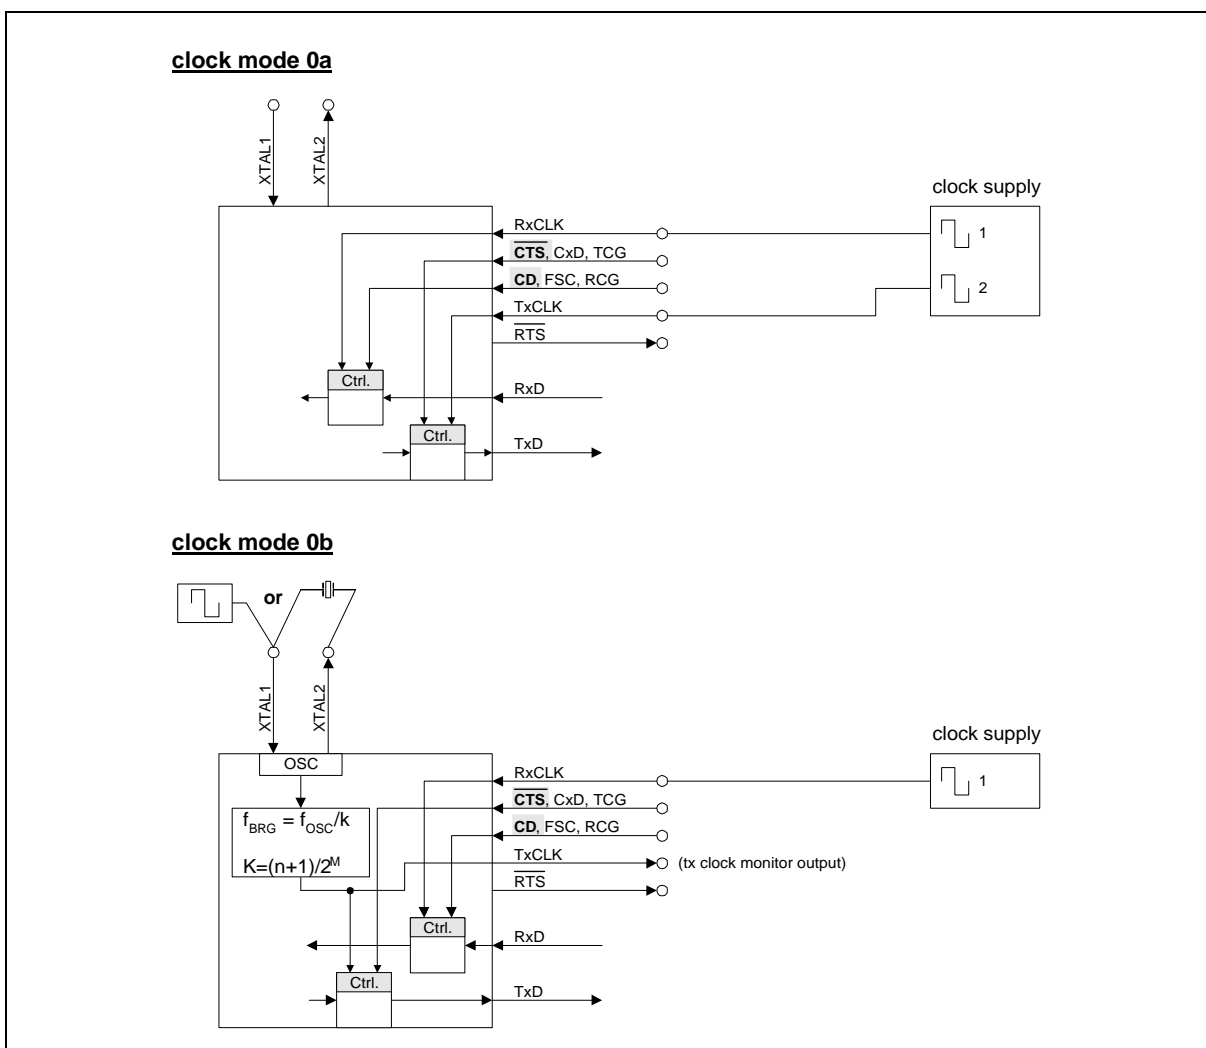 clock mode 0a
XTAL1
XTAL2
clock supply
RxCLK
1
CTS, CxD, TCG
CD, FSC, RCG
2
TxCLK
RTS
Ctrl.
RxD
Ctrl.
TxD
clock mode 0b
or
XTAL1
XTAL2
clock supply
OSC
RxCLK
1
CTS, CxD, TCG
fBRG = fOSC/k
CD, FSC, RCG
K=(n+1)/2^M
TxCLK
(tx clock monitor output)
RTS
Ctrl.
RxD
Ctrl.
TxD